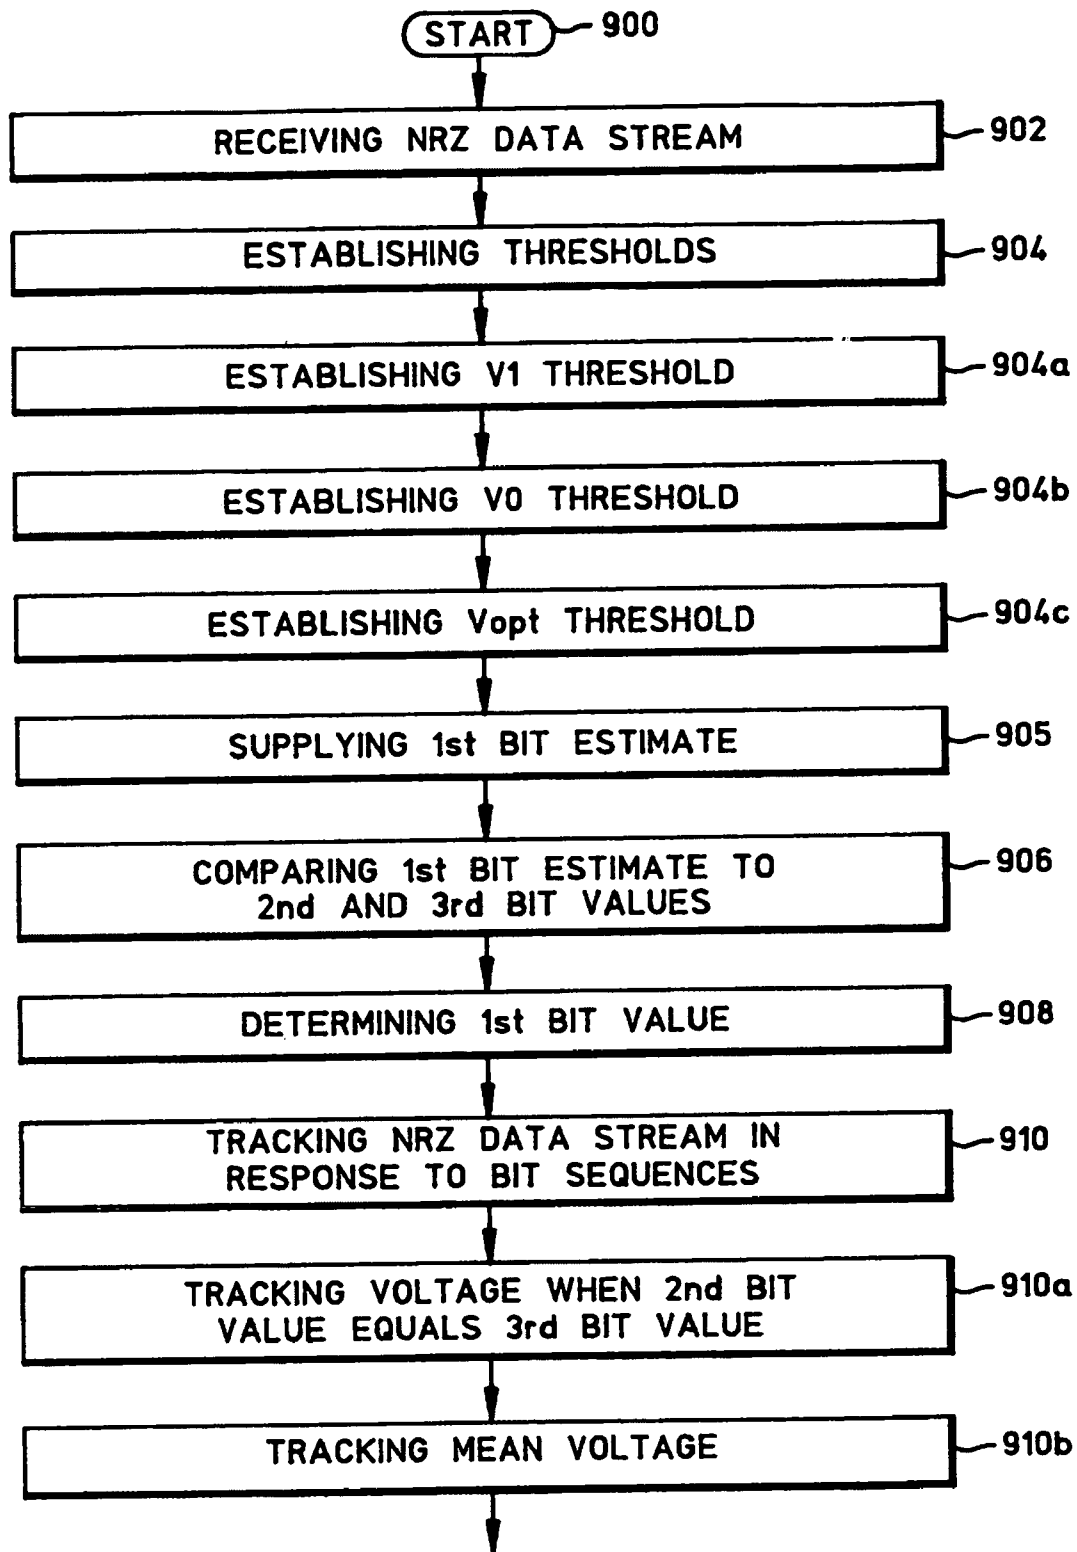 START
900
RECEIVING NRZ DATA STREAM
902
ESTABLISHING THRESHOLDS
904
ESTABLISHING V1 THRESHOLD
904a
ESTABLISHING V0 THRESHOLD
904b
ESTABLISHING Vopt THRESHOLD
904c
SUPPLYING 1st BIT ESTIMATE
905
COMPARING 1st BIT ESTIMATE TO
2nd AND 3rd BIT VALUES
906
DETERMINING 1st BIT VALUE
908
TRACKING NRZ DATA STREAM IN
RESPONSE TO BIT SEQUENCES
910
TRACKING VOLTAGE WHEN 2nd BIT
VALUE EQUALS 3rd BIT VALUE
910a
TRACKING MEAN VOLTAGE
910b